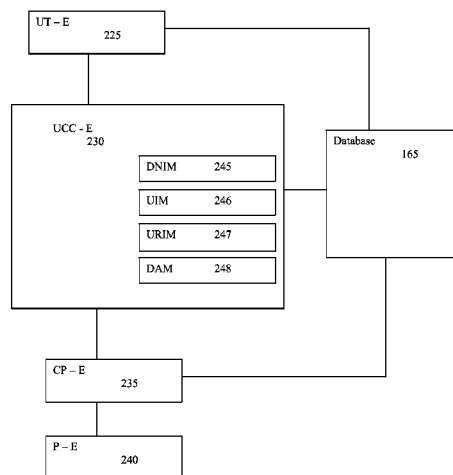 UT – E
225
UCC - E
230
DNIM 245
UIM 246
URIM 247
DAM 248
Database
165
CP – E
235
P – E
240